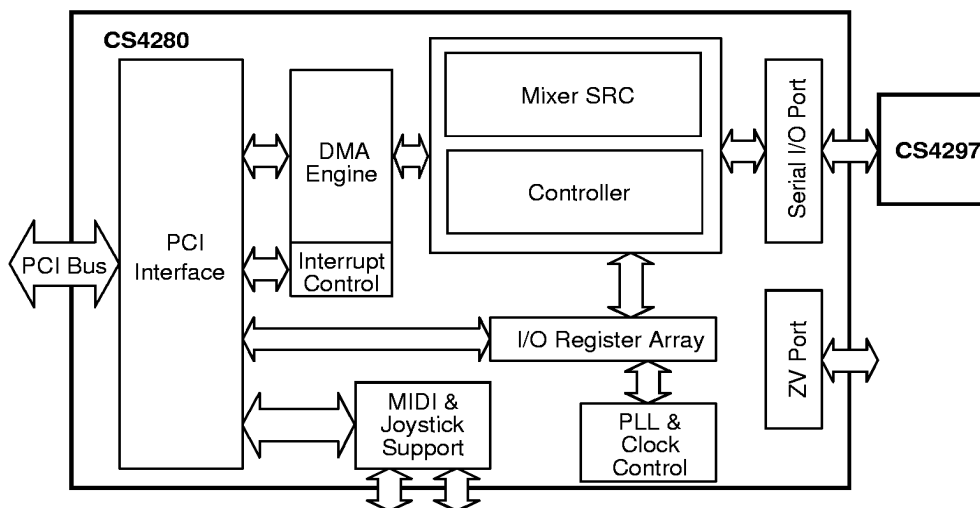 CS4280
PCI Bus
PCI
Interface
DMA
Engine
Interrupt
Control
Mixer SRC
Controller
Serial I/O Port
CS4297
I/O Register Array
ZV Port
MIDI &
Joystick
Support
PLL &
Clock
Control